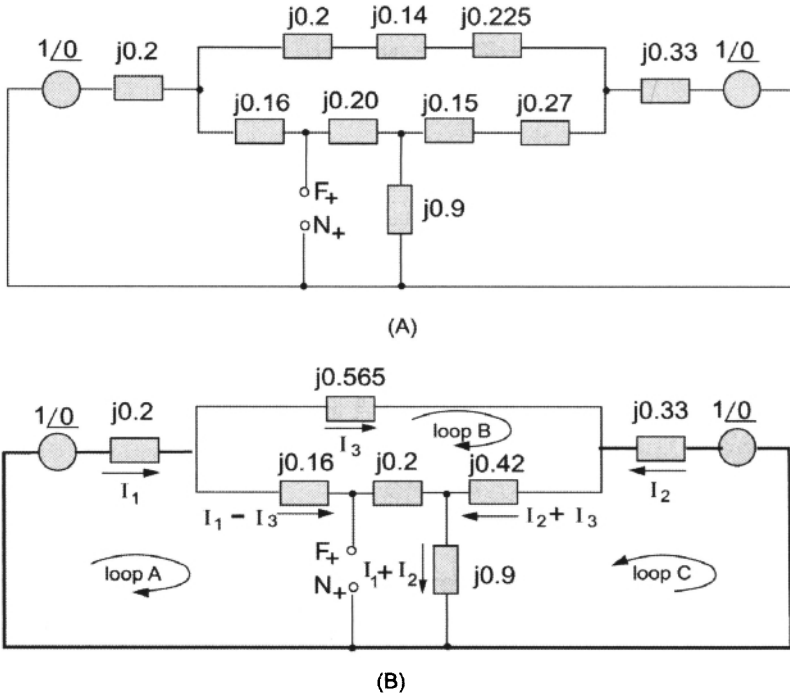 j0.2 j0.14 j0.225
1/0 j0.2 j0.33 1/0
j0.16 j0.20 j0.15 j0.27
F+
N+
j0.9
(A)
j0.565
1/0 j0.2 I3 loop B j0.33 1/0
I1 j0.16 j0.2 j0.42 I2
I1 − I3 I2 + I3
loop A F+ N+ I1 + I2 j0.9 loop C
(B)